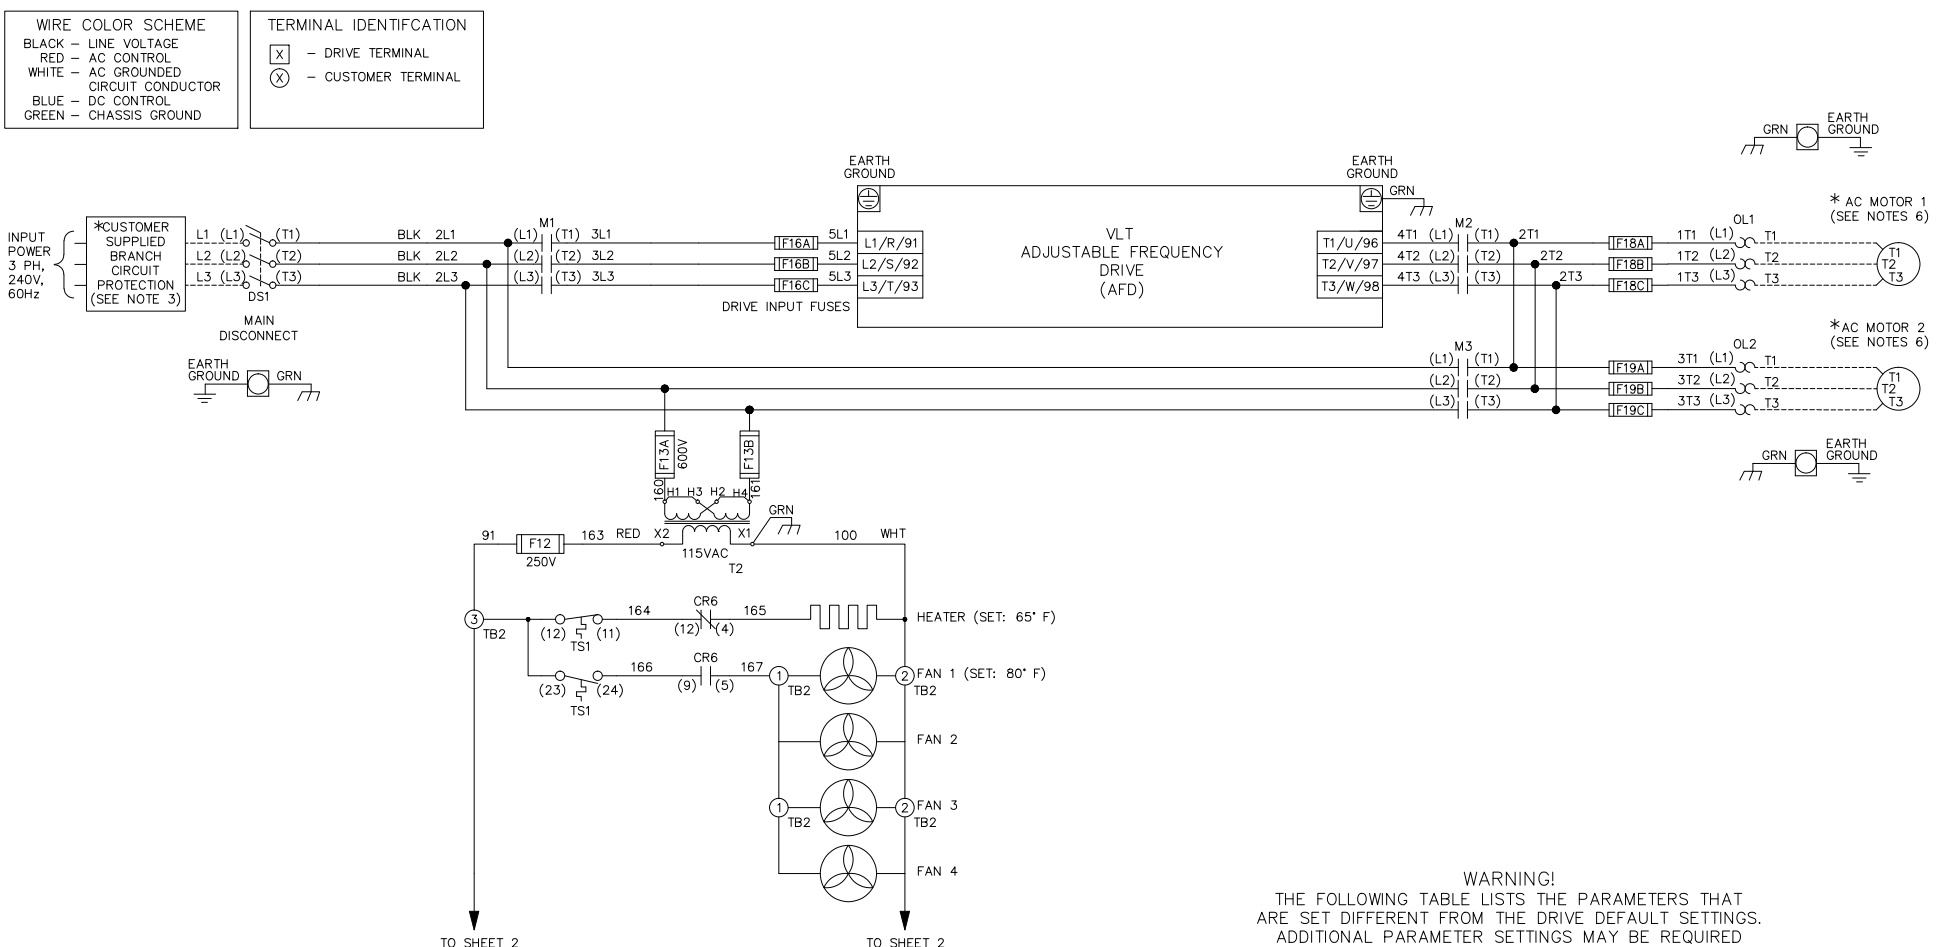 WIRE COLOR SCHEME
BLACK – LINE VOLTAGE
RED – AC CONTROL
WHITE – AC GROUNDED
CIRCUIT CONDUCTOR
BLUE – DC CONTROL
GREEN – CHASSIS GROUND
TERMINAL IDENTIFCATION
X – DRIVE TERMINAL
X – CUSTOMER TERMINAL
GRN
EARTH
GROUND
INPUT
POWER
3 PH,
240V,
60Hz
*CUSTOMER
SUPPLIED
BRANCH
CIRCUIT
PROTECTION
(SEE NOTE 3)
L1 (L1) (T1) BLK 2L1 (L1) M1 (T1) 3L1 F16A 5L1 L1/R/91
L2 (L2) (T2) BLK 2L2 (L2) (T2) 3L2 F16B 5L2 L2/S/92
L3 (L3) (T3) BLK 2L3 (L3) (T3) 3L3 F16C 5L3 L3/T/93
DS1
MAIN
DISCONNECT
DRIVE INPUT FUSES
EARTH
GROUND
VLT
ADJUSTABLE FREQUENCY
DRIVE
(AFD)
EARTH
GROUND
GRN
T1/U/96 4T1 (L1) M2 (T1) 2T1 F18A 1T1 (L1) OL1 T1
T2/V/97 4T2 (L2) (T2) 2T2 F18B 1T2 (L2) T2
T3/W/98 4T3 (L3) (T3) 2T3 F18C 1T3 (L3) T3
* AC MOTOR 1
(SEE NOTES 6)
T1
T2
T3
EARTH
GROUND
GRN
M3
(L1) (T1) F19A 3T1 (L1) OL2 T1
(L2) (T2) F19B 3T2 (L2) T2
(L3) (T3) F19C 3T3 (L3) T3
*AC MOTOR 2
(SEE NOTES 6)
T1
T2
T3
GRN
EARTH
GROUND
F13A
600V
F13B
160
H1 H3 H2 H4
161
GRN
91 F12 163 RED X2 X1 100 WHT
250V
115VAC
T2
3
TB2
(12) (11)
TS1
164
CR6
(12) (4)
165
HEATER (SET: 65° F)
(23) (24)
TS1
166
CR6
(9) (5)
167
1
TB2
2
TB2
FAN 1 (SET: 80° F)
FAN 2
1
TB2
2
TB2
FAN 3
FAN 4
TO SHEET 2
TO SHEET 2
WARNING!
THE FOLLOWING TABLE LISTS THE PARAMETERS THAT
ARE SET DIFFERENT FROM THE DRIVE DEFAULT SETTINGS.
ADDITIONAL PARAMETER SETTINGS MAY BE REQUIRED